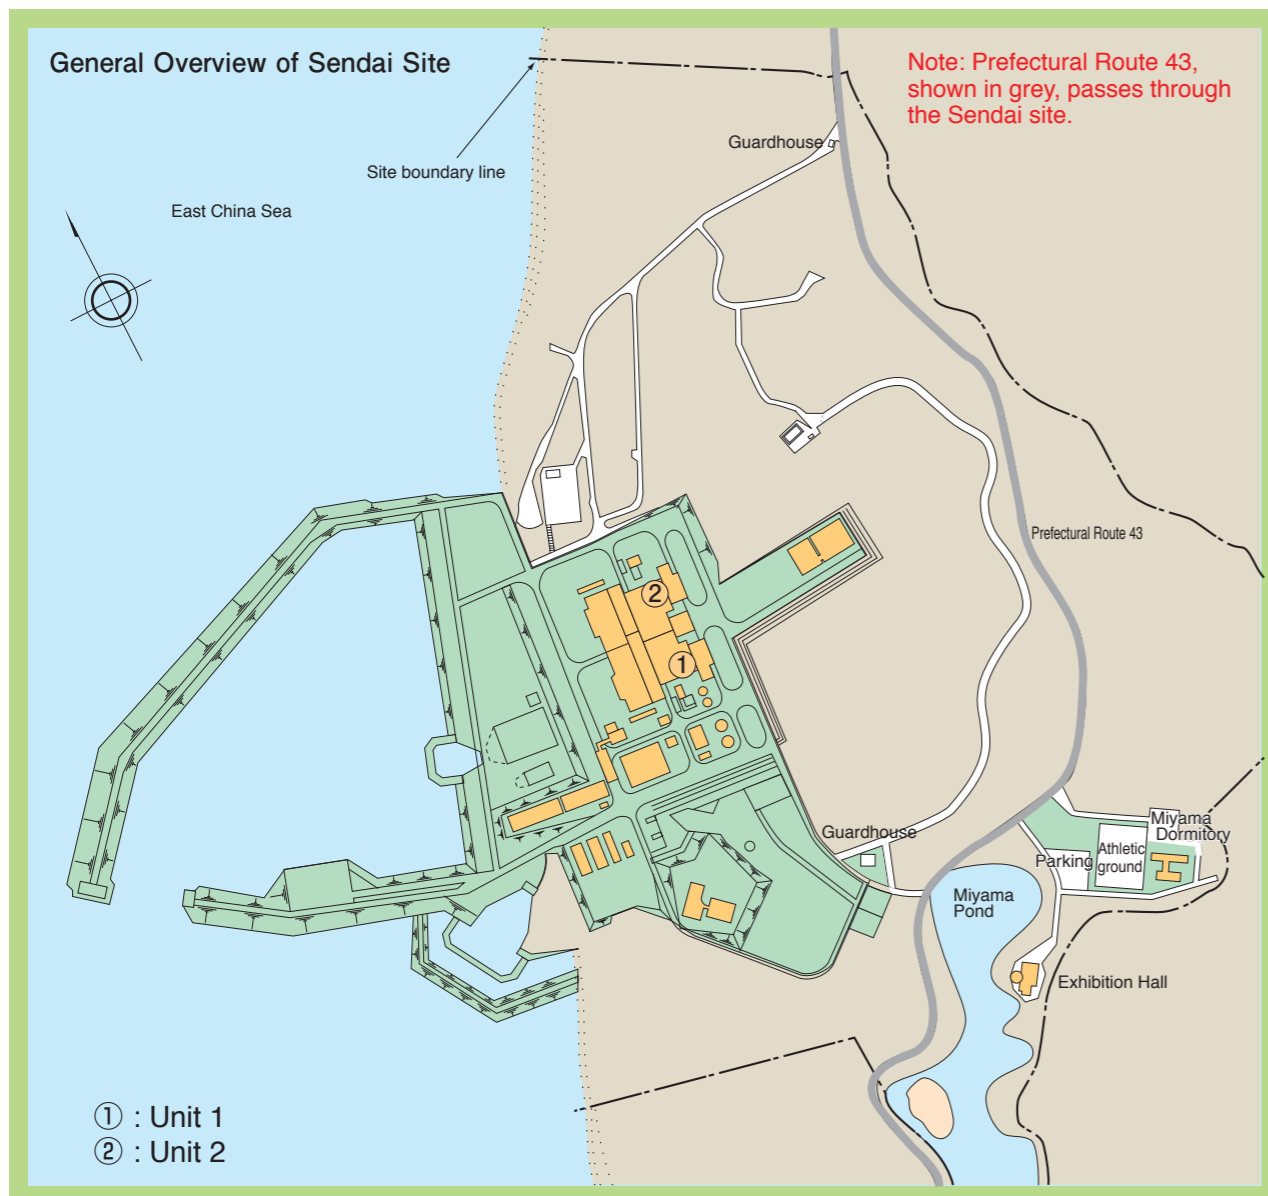 General Overview of Sendai Site
Note: Prefectural Route 43,
shown in grey, passes through
the Sendai site.
Guardhouse
Site boundary line
East China Sea
Prefectural Route 43
②
①
Guardhouse
Miyama
Dormitory
Parking
Athletic
ground
Miyama
Pond
Exhibition Hall
① : Unit 1
② : Unit 2